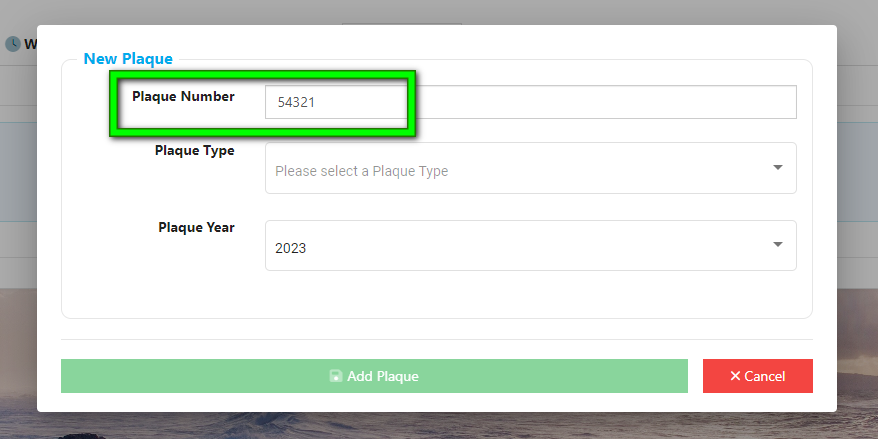 W
New Plaque
Plaque Number 54321
Plaque Type Please select a Plaque Type
Plaque Year 2023
Add Plaque Cancel